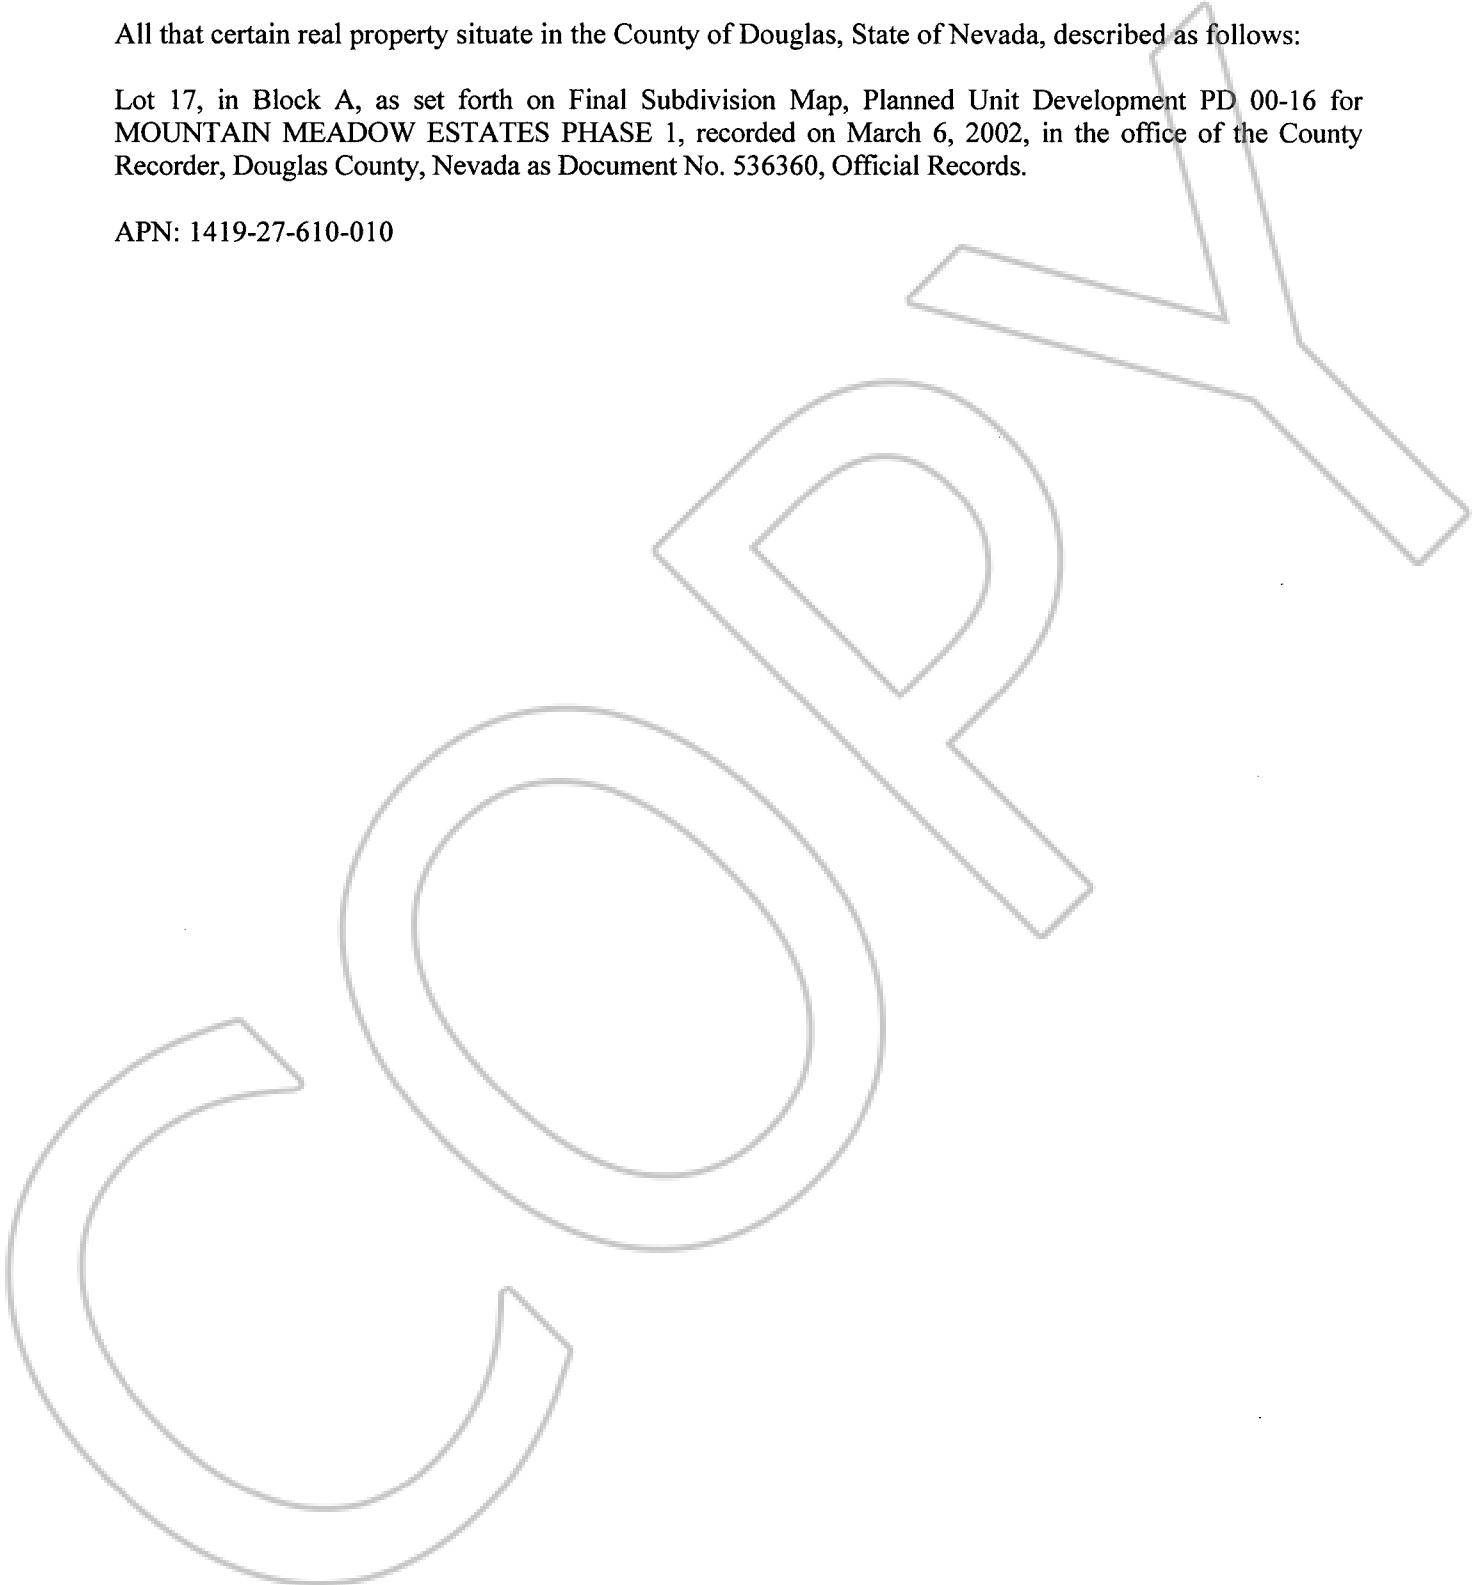 All that certain real property situate in the County of Douglas, State of Nevada, described as follows:
Lot 17, in Block A, as set forth on Final Subdivision Map, Planned Unit Development PD 00-16 for
MOUNTAIN MEADOW ESTATES PHASE 1, recorded on March 6, 2002, in the office of the County
Recorder, Douglas County, Nevada as Document No. 536360, Official Records.
APN: 1419-27-610-010
COPY